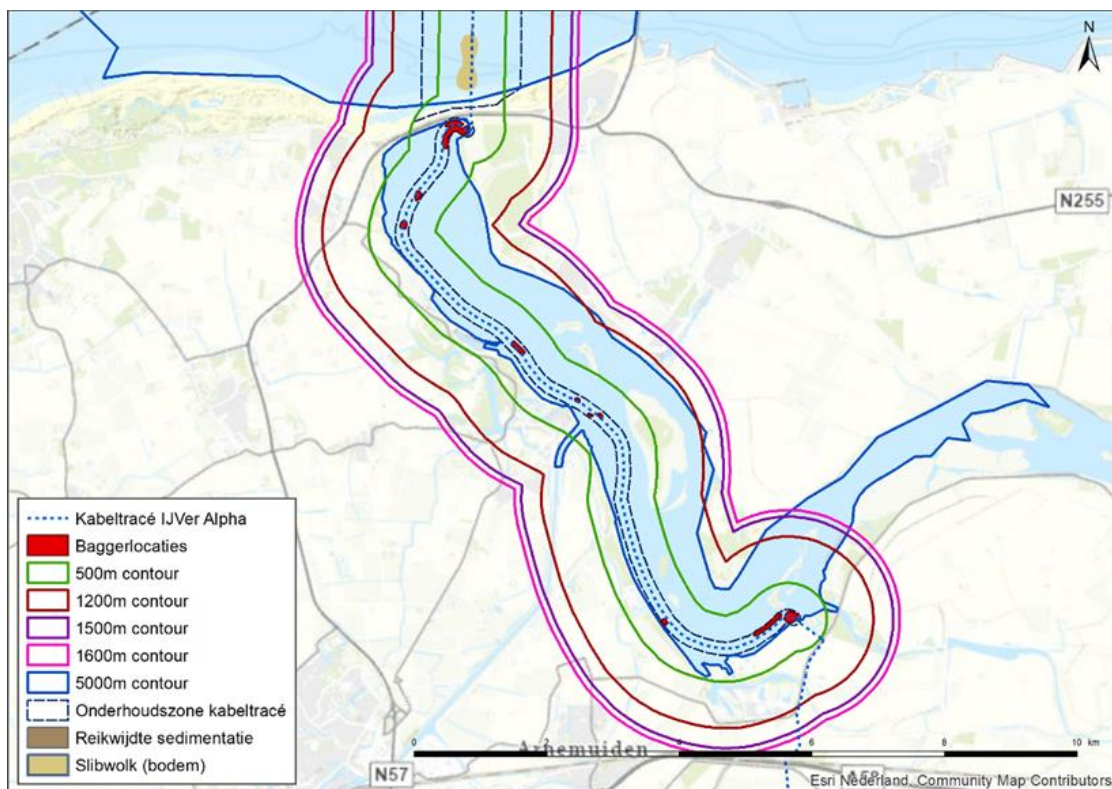 N
N255
Kabeltracé IJVer Alpha
Baggerlocaties
500m contour
1200m contour
1500m contour
1600m contour
5000m contour
Onderhoudszone kabeltracé
Reikwijdte sedimentatie
Slibwolk (bodem)
Arnemuiden
0 2 4 6 8 10 km
N57
A58
Esri Nederland, Community Map Contributors